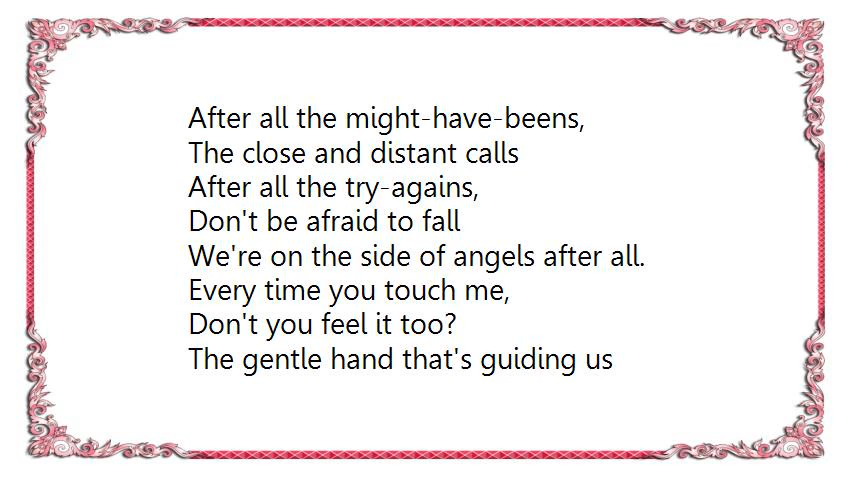 After all the might-have-beens,
The close and distant calls
After all the try-agains,
Don't be afraid to fall
We're on the side of angels after all.
Every time you touch me,
Don't you feel it too?
The gentle hand that's guiding us